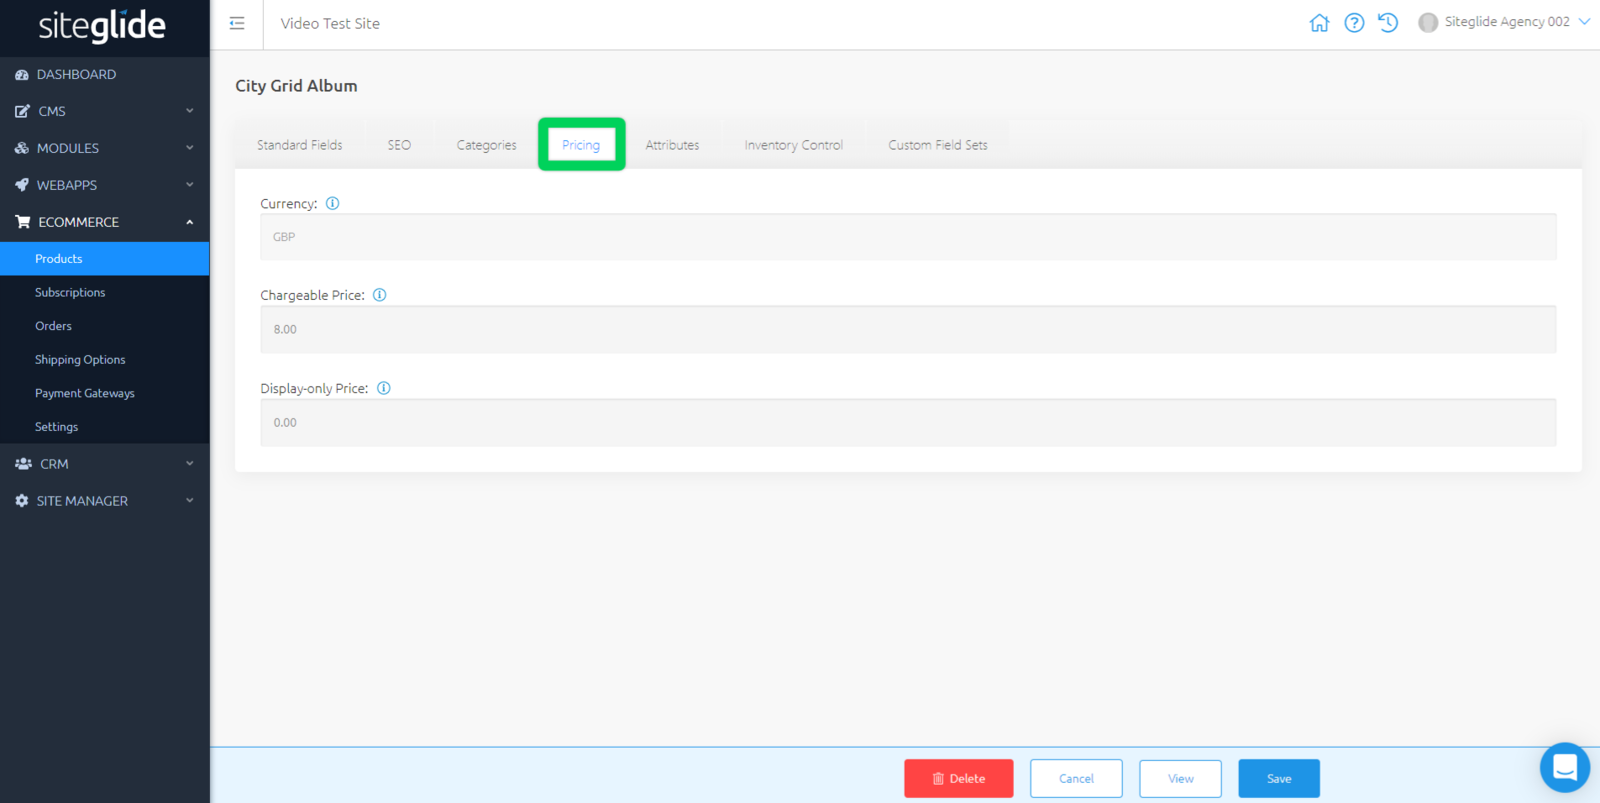 siteglide
Video Test Site
Siteglide Agency 002
DASHBOARD
CMS
MODULES
WEBAPPS
ECOMMERCE
Products
Subscriptions
Orders
Shipping Options
Payment Gateways
Settings
CRM
SITE MANAGER
City Grid Album
Standard Fields
SEO
Categories
Pricing
Attributes
Inventory Control
Custom Field Sets
Currency:
GBP
Chargeable Price:
8.00
Display-only Price:
0.00
Delete
Cancel
View
Save